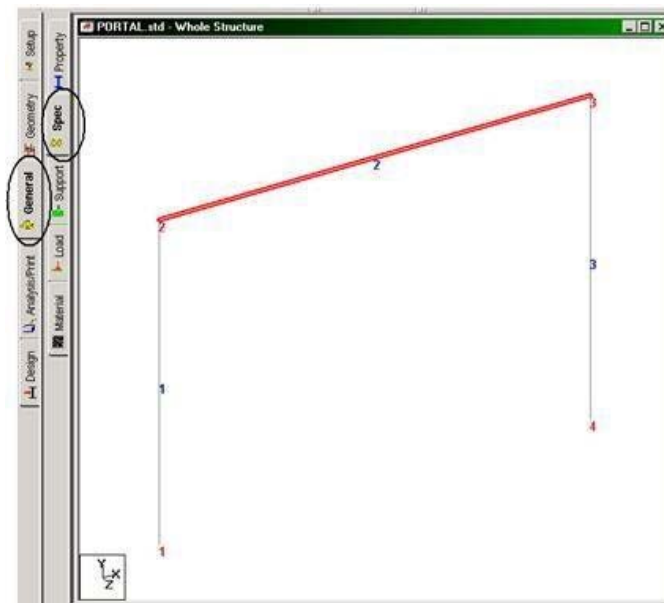 PORTAL.std - Whole Structure
Setup
Geometry
General
Analysis/Print
Design
Property
Spec
Support
Load
Material
3
2
2
3
1
4
1
Y
X
Z